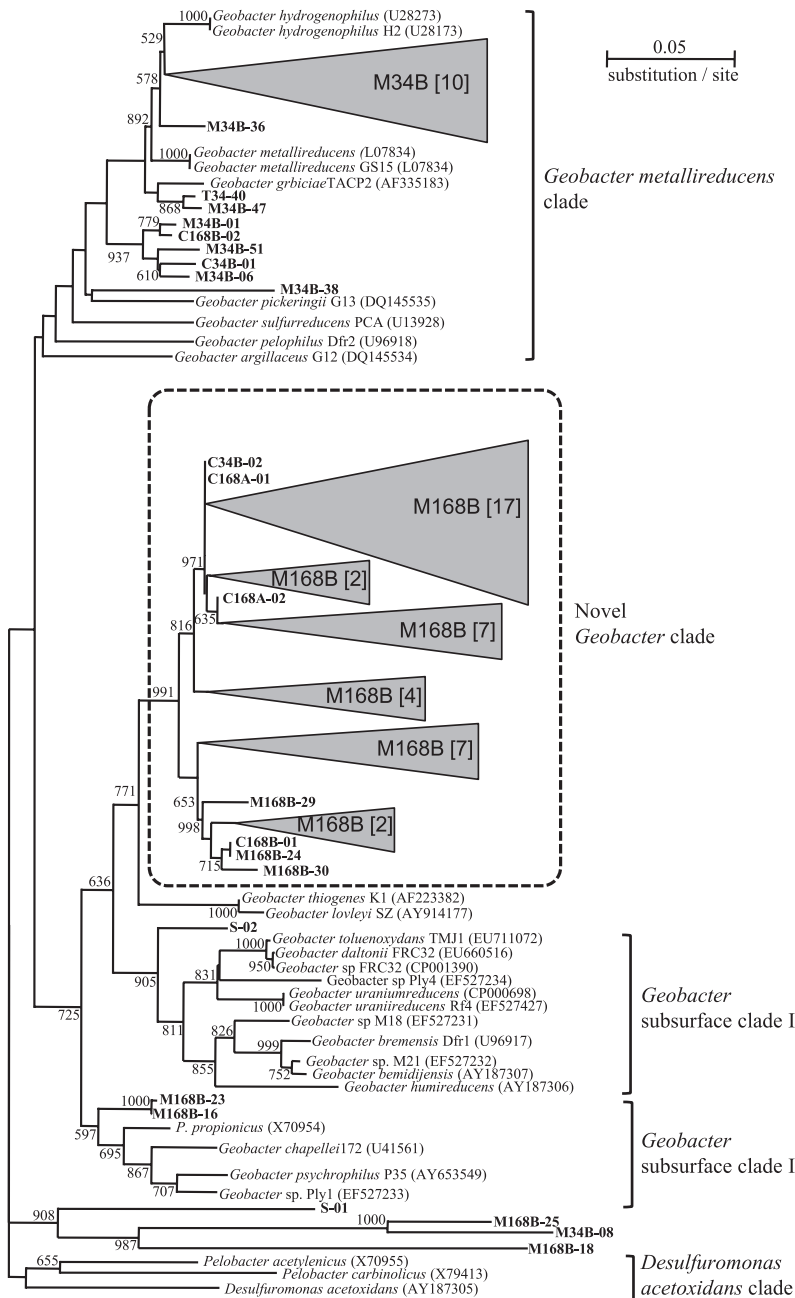 1000
Geobacter hydrogenophilus (U28273)
Geobacter hydrogenophilus H2 (U28173)
529
0.05
substitution / site
578
M34B [10]
892
M34B-36
1000
Geobacter metallireducens (L07834)
Geobacter metallireducens GS15 (L07834)
Geobacter metallireducens
clade
Geobacter grbiciaeTACP2 (AF335183)
T34-40
868
M34B-47
779
M34B-01
C168B-02
937
M34B-51
C34B-01
610
M34B-06
M34B-38
Geobacter pickeringii G13 (DQ145535)
Geobacter sulfurreducens PCA (U13928)
Geobacter pelophilus Dfr2 (U96918)
Geobacter argillaceus G12 (DQ145534)
C34B-02
C168A-01
M168B [17]
971
M168B [2]
C168A-02
635
816
M168B [7]
Novel
Geobacter clade
991
M168B [4]
M168B [7]
771
653
M168B-29
998
M168B [2]
C168B-01
M168B-24
715
M168B-30
636
Geobacter thiogenes K1 (AF223382)
1000
Geobacter lovleyi SZ (AY914177)
S-02
1000
Geobacter toluenoxydans TMJ1 (EU711072)
Geobacter daltonii FRC32 (EU660516)
950
Geobacter sp FRC32 (CP001390)
831
Geobacter sp Ply4 (EF527234)
905
Geobacter uraniumreducens (CP000698)
1000
Geobacter uraniireducens Rf4 (EF527427)
Geobacter
subsurface clade I
811
826
Geobacter sp M18 (EF527231)
999
Geobacter bremensis Dfr1 (U96917)
Geobacter sp. M21 (EF527232)
855
752
Geobacter bemidijensis (AY187307)
Geobacter humireducens (AY187306)
725
1000
M168B-23
M168B-16
597
P. propionicus (X70954)
695
Geobacter chapellei172 (U41561)
Geobacter
subsurface clade I
867
Geobacter psychrophilus P35 (AY653549)
707
Geobacter sp. Ply1 (EF527233)
908
S-01
1000
M168B-25
M34B-08
987
M168B-18
655
Pelobacter acetylenicus (X70955)
Pelobacter carbinolicus (X79413)
Desulfuromonas acetoxidans (AY187305)
Desulfuromonas
acetoxidans clade